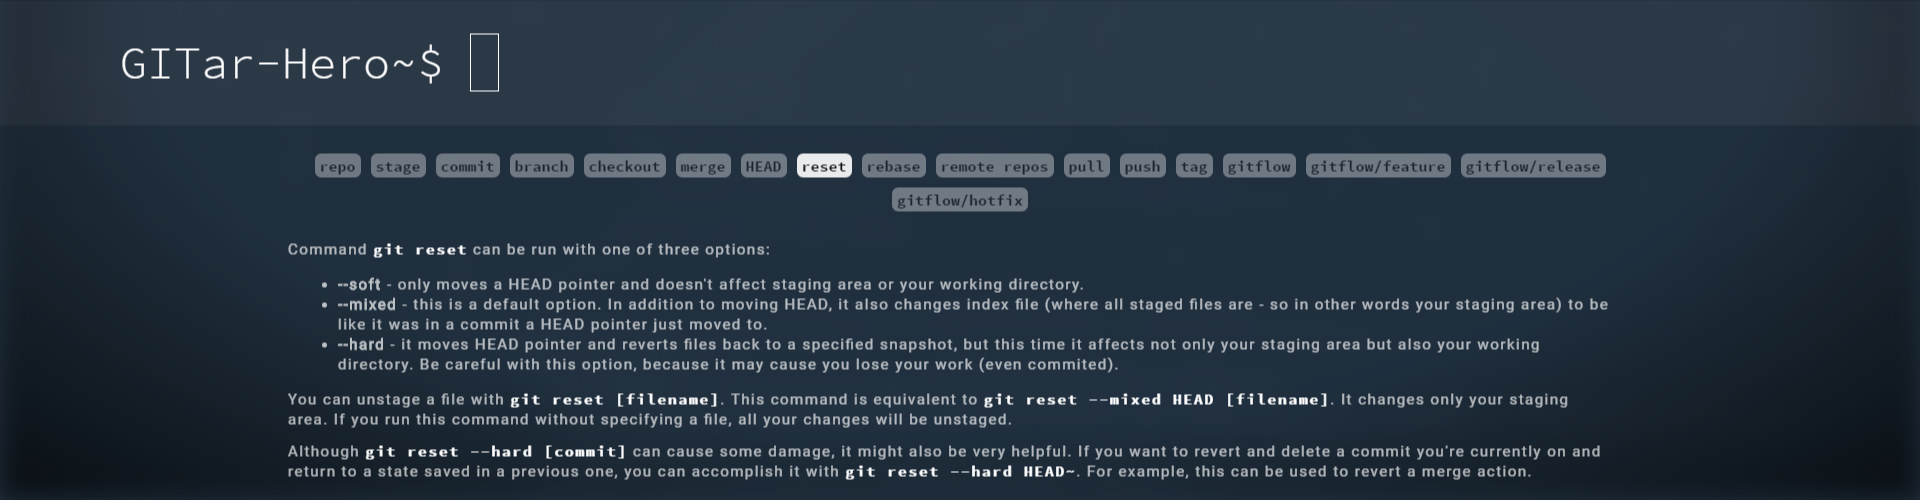 GITar-Hero~$
repo stage commit branch checkout merge HEAD reset rebase remote repos pull push tag gitflow gitflow/feature gitflow/release
gitflow/hotfix
Command git reset can be run with one of three options:
• --soft - only moves a HEAD pointer and doesn't affect staging area or your working directory.
• --mixed - this is a default option. In addition to moving HEAD, it also changes index file (where all staged files are - so in other words your staging area) to be
like it was in a commit a HEAD pointer just moved to.
• --hard - it moves HEAD pointer and reverts files back to a specified snapshot, but this time it affects not only your staging area but also your working
directory. Be careful with this option, because it may cause you lose your work (even commited).
You can unstage a file with git reset [filename]. This command is equivalent to git reset --mixed HEAD [filename]. It changes only your staging
area. If you run this command without specifying a file, all your changes will be unstaged.
Although git reset --hard [commit] can cause some damage, it might also be very helpful. If you want to revert and delete a commit you're currently on and
return to a state saved in a previous one, you can accomplish it with git reset --hard HEAD~. For example, this can be used to revert a merge action.